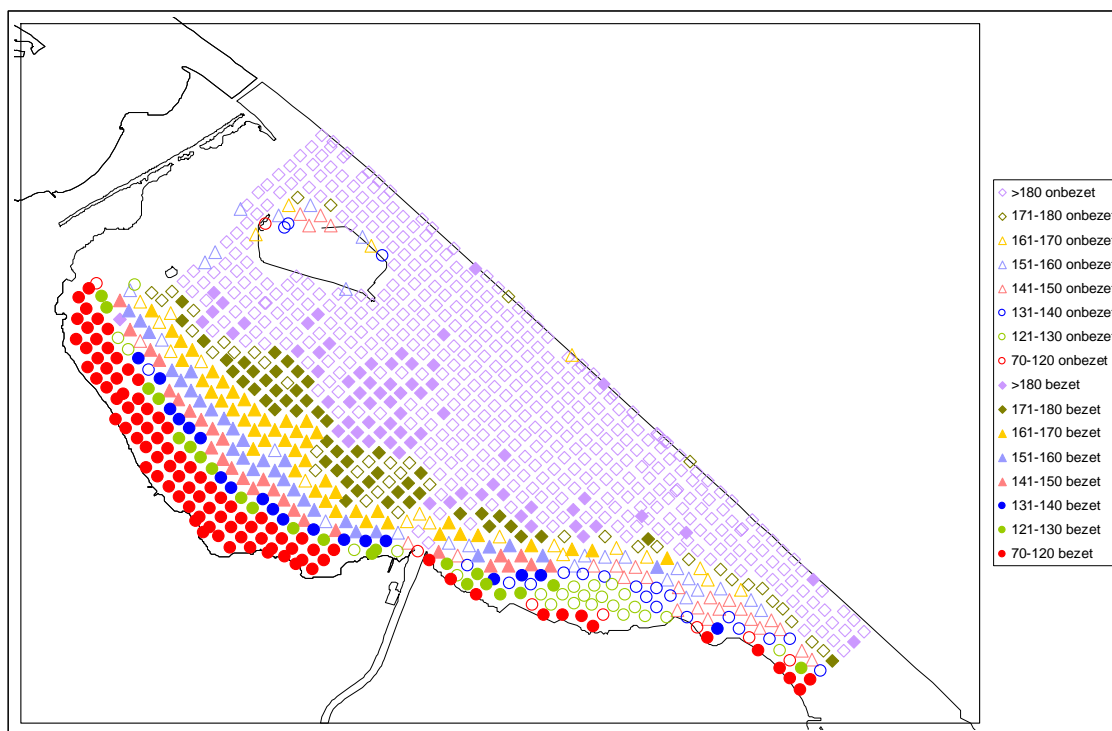 >180 onbezet
171-180 onbezet
161-170 onbezet
151-160 onbezet
141-150 onbezet
131-140 onbezet
121-130 onbezet
70-120 onbezet
>180 bezet
171-180 bezet
161-170 bezet
151-160 bezet
141-150 bezet
131-140 bezet
121-130 bezet
70-120 bezet